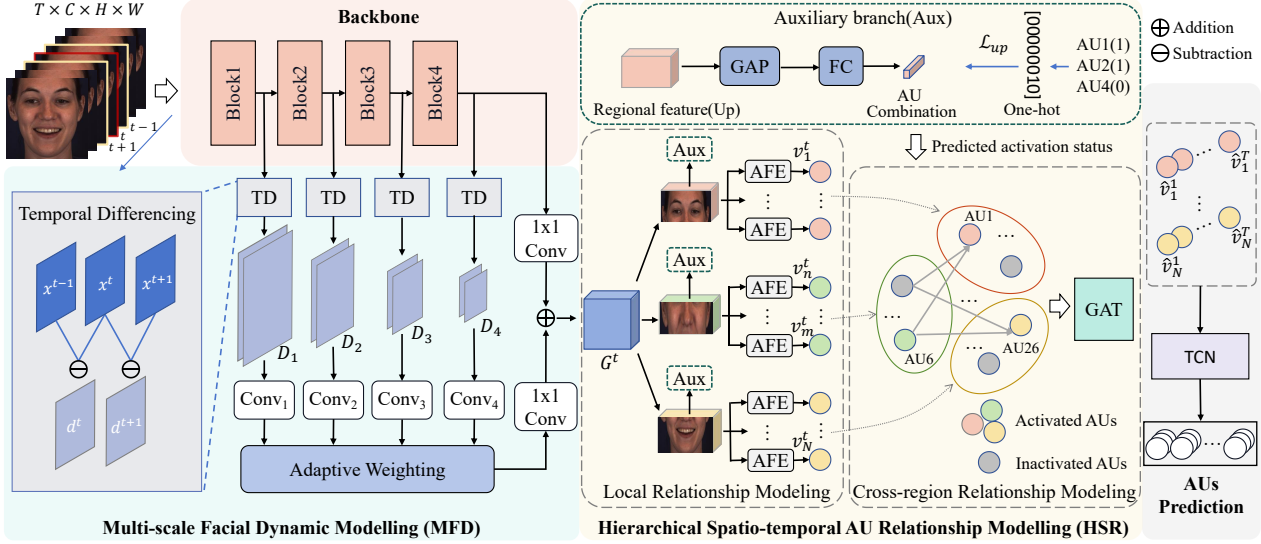 T × C × H × W
t − 1
t
t + 1
Backbone
Block1
Block2
Block3
Block4
Temporal Differencing
x^{t−1}
x^t
x^{t+1}
d^t
d^{t+1}
TD
TD
TD
TD
D_1
D_2
D_3
D_4
Conv_1
Conv_2
Conv_3
Conv_4
Adaptive Weighting
1x1
Conv
1x1
Conv
Multi-scale Facial Dynamic Modelling (MFD)
Auxiliary branch(Aux)
Regional feature(Up)
GAP
FC
AU
Combination
ℒ_{up}
[00000010]
One-hot
AU1(1)
AU2(1)
AU4(0)
Predicted activation status
G^t
Aux
AFE
v_1^t
⋮
⋮
AFE
Aux
AFE
v_n^t
⋮
⋮
v_m^t
AFE
Aux
AFE
⋮
⋮
v_N^t
AFE
Local Relationship Modeling
AU1
...
...
...
AU6
AU26
...
GAT
Activated AUs
Inactivated AUs
Cross-region Relationship Modeling
Hierarchical Spatio-temporal AU Relationship Modelling (HSR)
Addition
Subtraction
v̂_1^1
...
v̂_1^T
⋮
v̂_N^1
...
v̂_N^T
TCN
...
AUs
Prediction